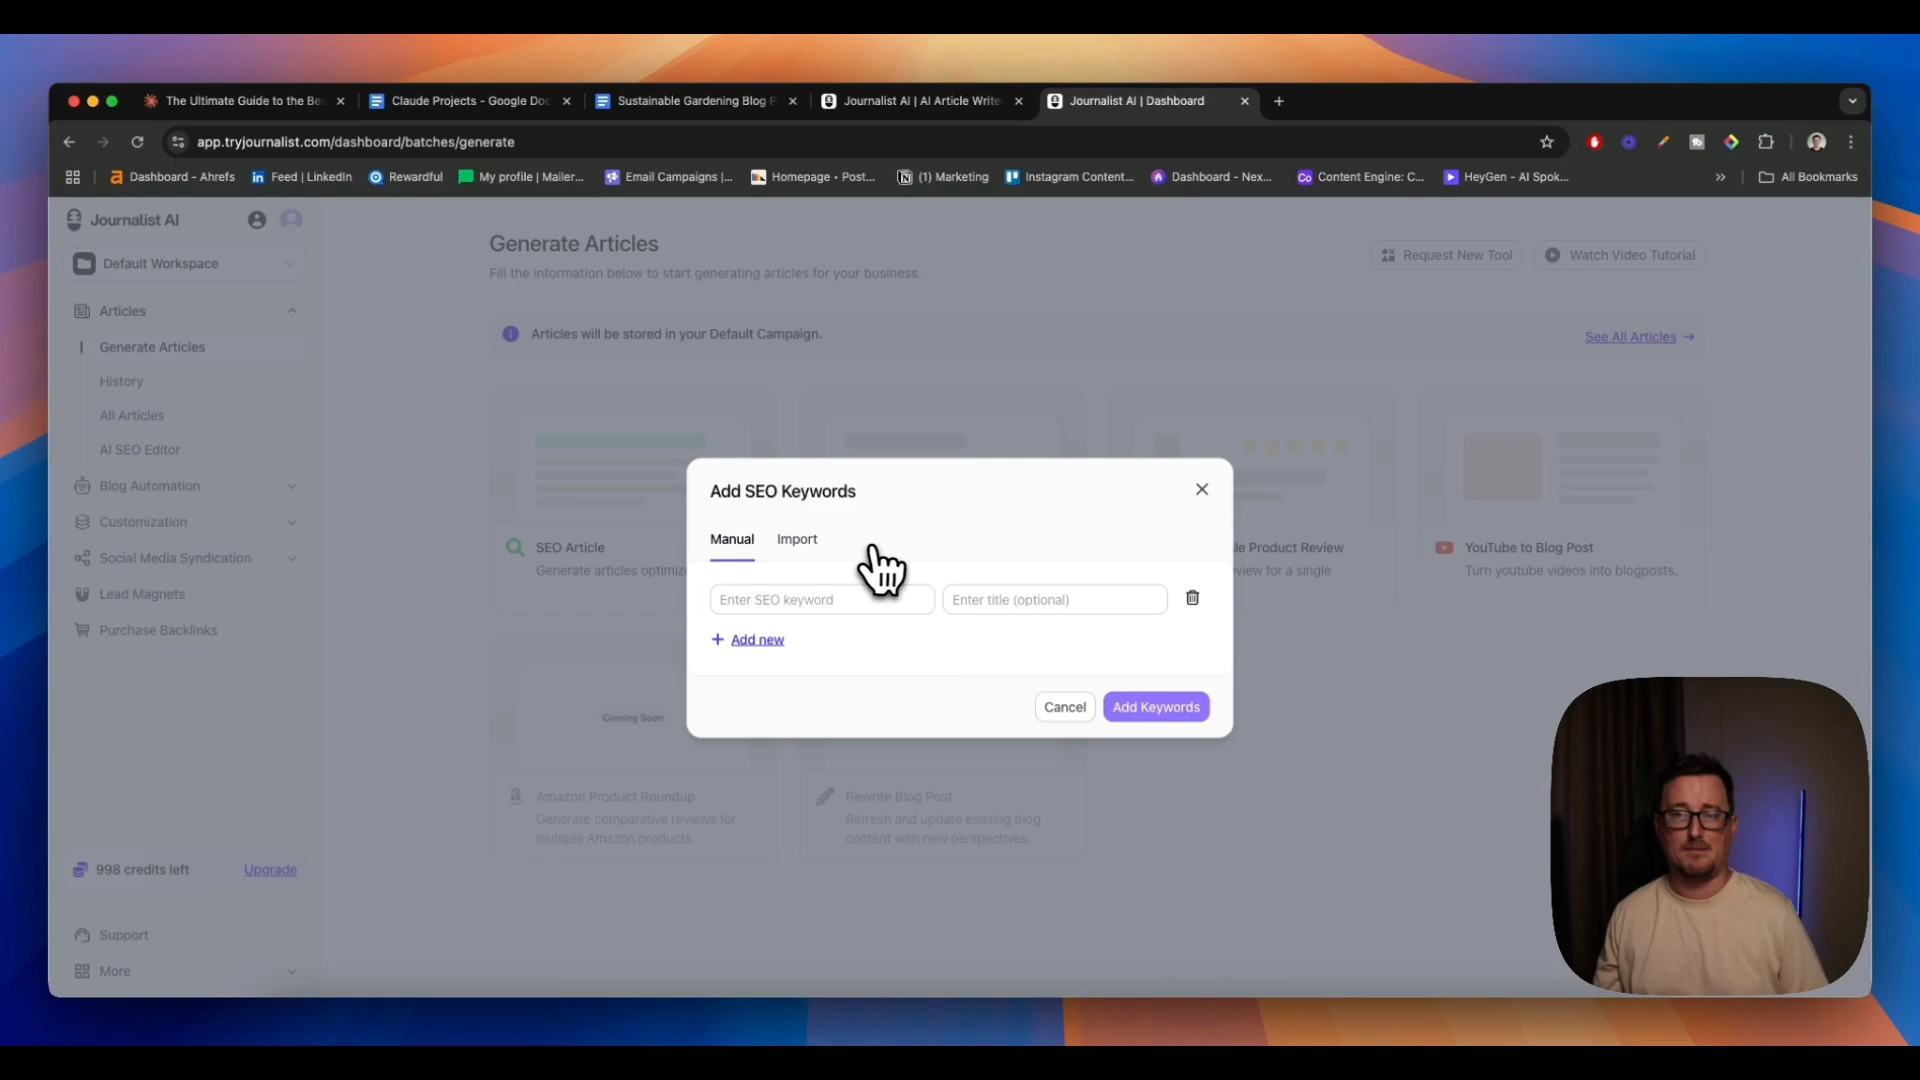 The Ultimate Guide to the Be
Claude Projects - Google Doc
Sustainable Gardening Blog P
Journalist AI | AI Article Write
Journalist AI | Dashboard
app.tryjournalist.com/dashboard/batches/generate
Dashboard - Ahrefs
Feed | LinkedIn
Rewardful
My profile | Mailer...
Email Campaigns |...
Homepage • Post...
(1) Marketing
Instagram Content...
Dashboard - Nex...
Content Engine: C...
HeyGen - AI Spok...
All Bookmarks
Journalist AI
Default Workspace
Articles
Generate Articles
History
All Articles
AI SEO Editor
Blog Automation
Customization
Social Media Syndication
Lead Magnets
Purchase Backlinks
998 credits left
Upgrade
Support
More
Generate Articles
Fill the information below to start generating articles for your business.
Request New Tool
Watch Video Tutorial
Articles will be stored in your Default Campaign.
See All Articles →
SEO Article
Generate articles optimiz
le Product Review
view for a single
YouTube to Blog Post
Turn youtube videos into blogposts.
Add SEO Keywords
Manual
Import
Enter SEO keyword
Enter title (optional)
+ Add new
Cancel
Add Keywords
Coming Soon
Amazon Product Roundup
Generate comparative reviews for
multiple Amazon products.
Rewrite Blog Post
Refresh and update existing blog
content with new perspectives.